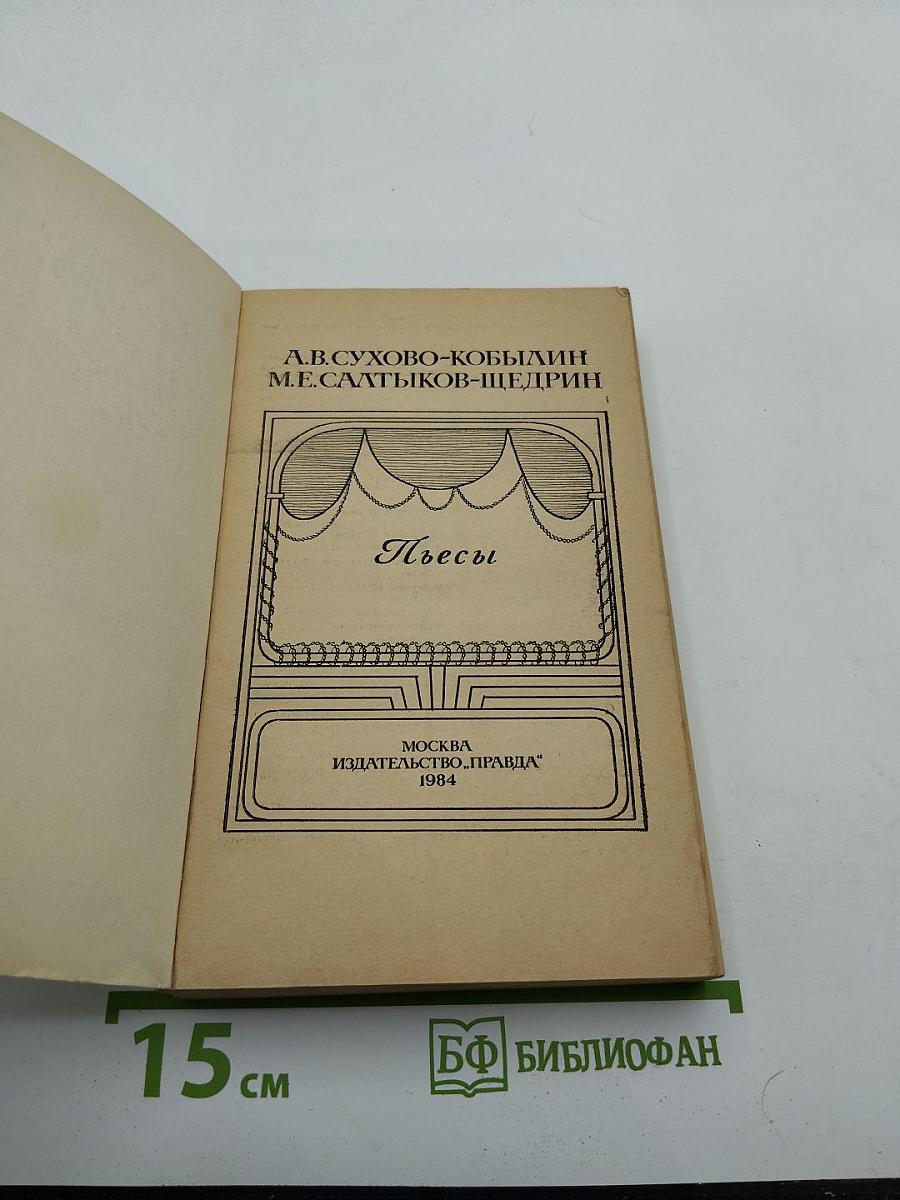 А.В.СУХОВО-КОБЫЛИН
М.Е.САЛТЫКОВ-ЩЕДРИН
Пьесы
МОСКВА
ИЗДАТЕЛЬСТВО„ПРАВДА“
1984
15 см
БФ БИБЛИОФАН